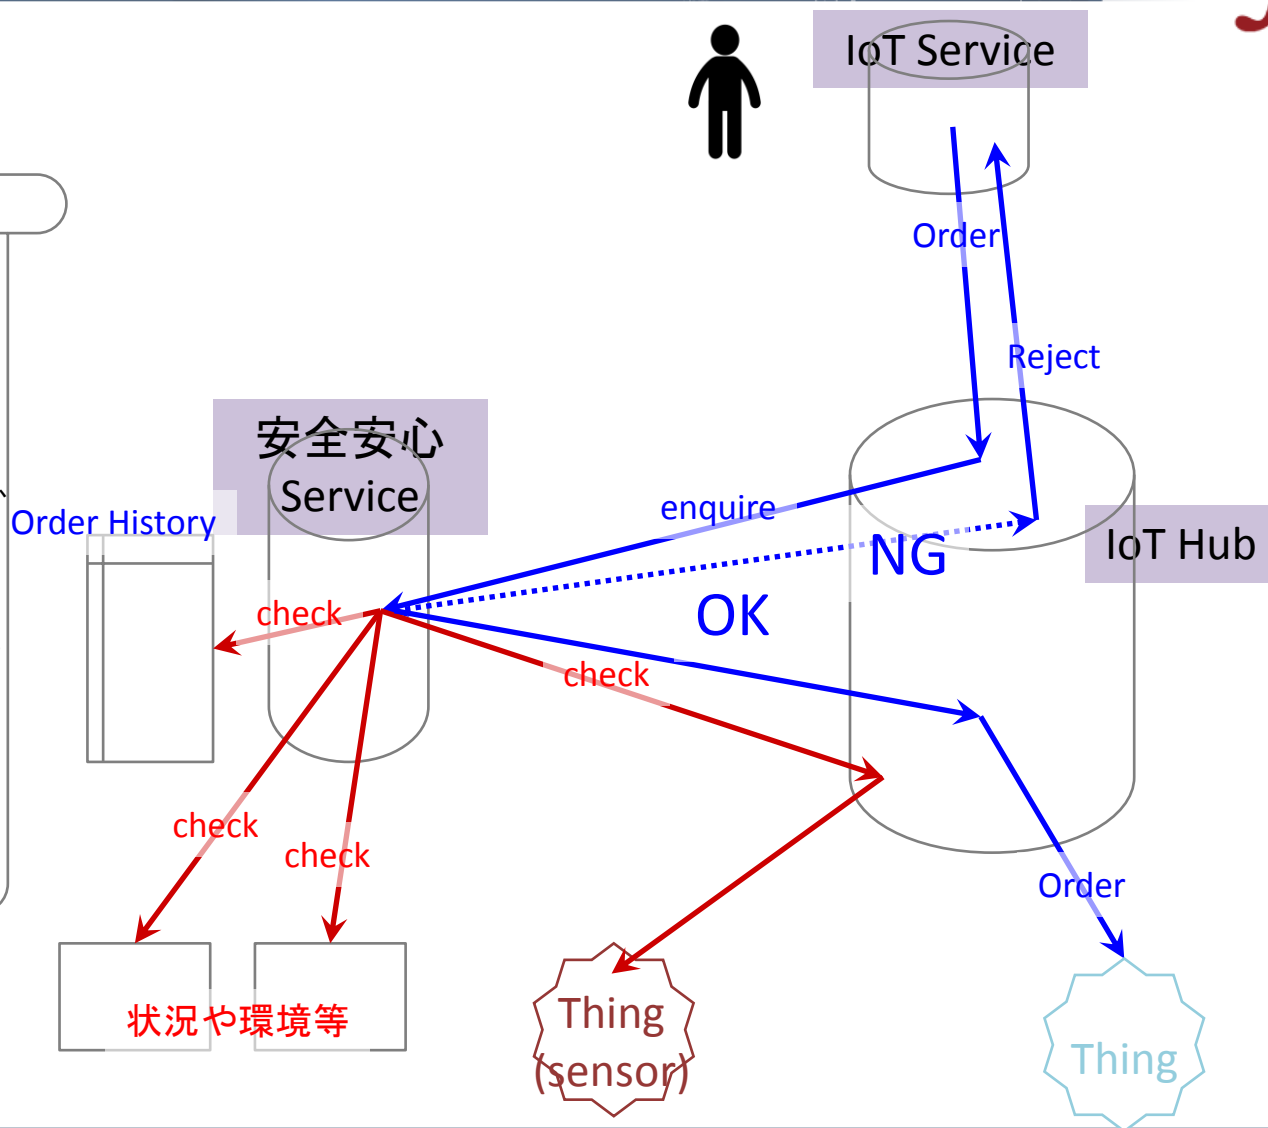 IoT Service
Order
Reject
安全安心
Service
enquire
Order History
NG
IoT Hub
OK
check
check
check
check
Order
状況や環境等
Thing
(sensor)
Thing